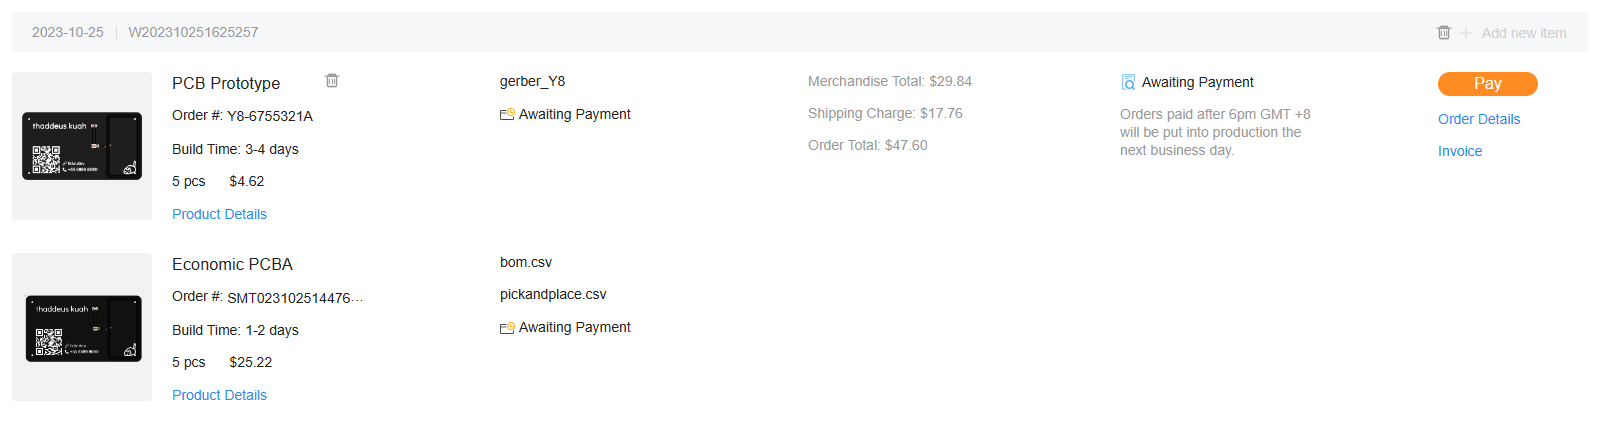 2023-10-25 | W202310251625257
Add new item
PCB Prototype
Order #: Y8-6755321A
Build Time: 3-4 days
5 pcs $4.62
Product Details
gerber_Y8
Awaiting Payment
Merchandise Total: $29.84
Shipping Charge: $17.76
Order Total: $47.60
Awaiting Payment
Orders paid after 6pm GMT +8
will be put into production the
next business day.
Pay
Order Details
Invoice
thaddeus kuah
Economic PCBA
Order #: SMT023102514476...
Build Time: 1-2 days
5 pcs $25.22
Product Details
bom.csv
pickandplace.csv
Awaiting Payment
thaddeus kuah